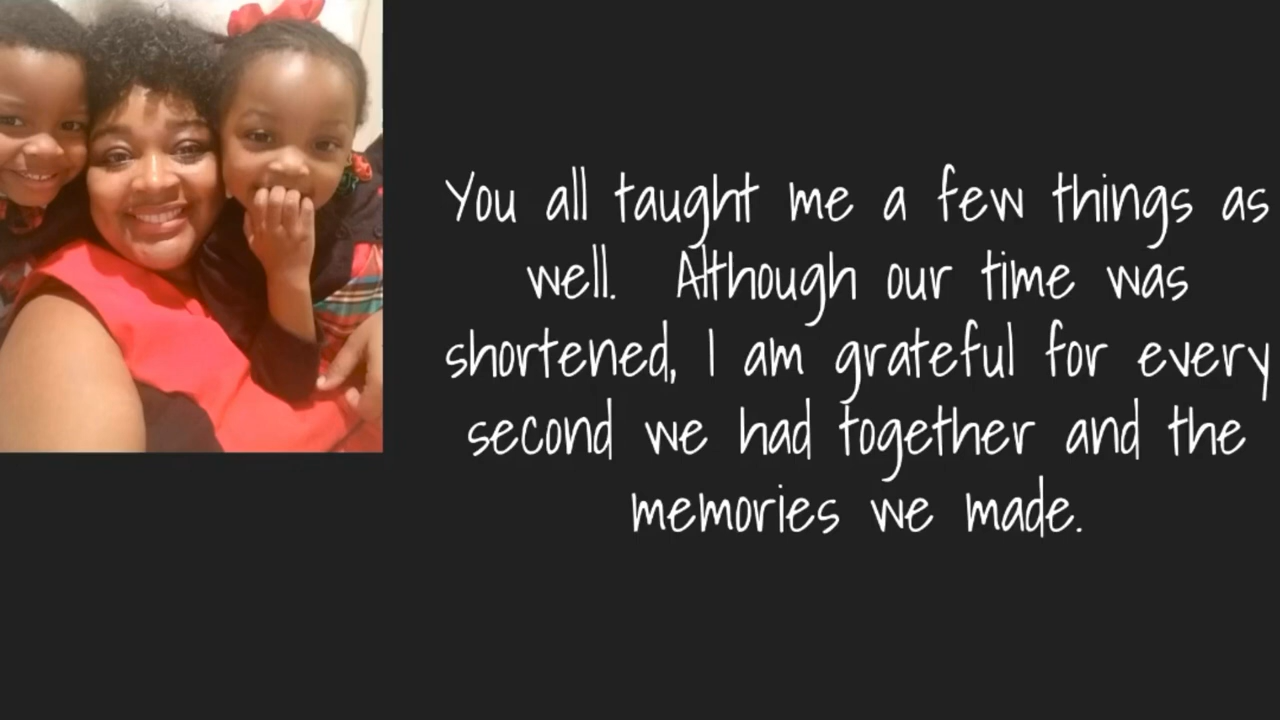 You all taught me a few things as
well.  Although our time was
shortened, I am grateful for every
second we had together and the
memories we made.